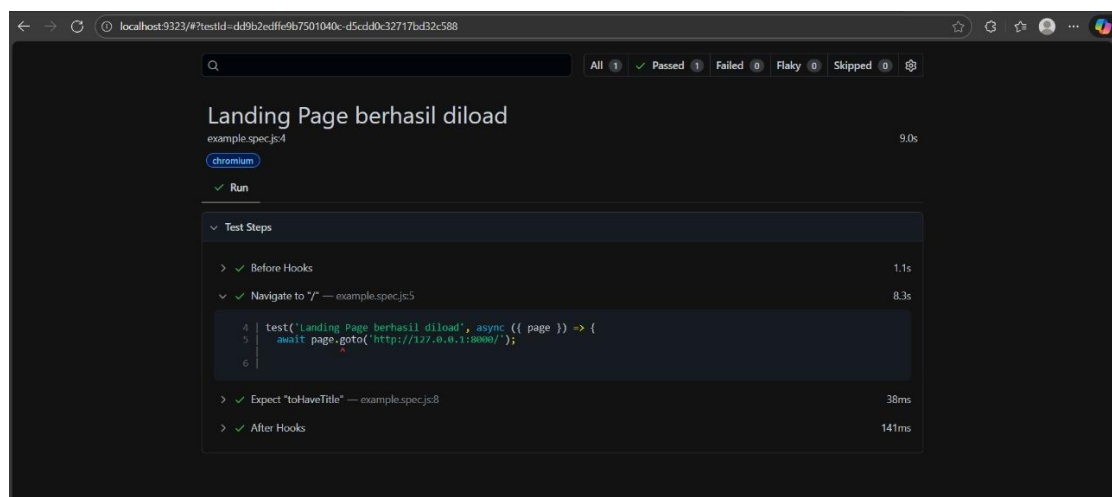 localhost:9323/#?testId=dd9b2edffe9b7501040c-d5cdd0c32717bd32c588
All 1 Passed 1 Failed 0 Flaky 0 Skipped 0
Landing Page berhasil diload
example.spec.js:4 9.0s
chromium
Run
Test Steps
Before Hooks 1.1s
Navigate to "/" — example.spec.js:5 8.3s
4 | test('Landing Page berhasil diload', async ({ page }) => {
5 | await page.goto('http://127.0.0.1:8000/');
| ^
6 |
Expect "toHaveTitle" — example.spec.js:8 38ms
After Hooks 141ms